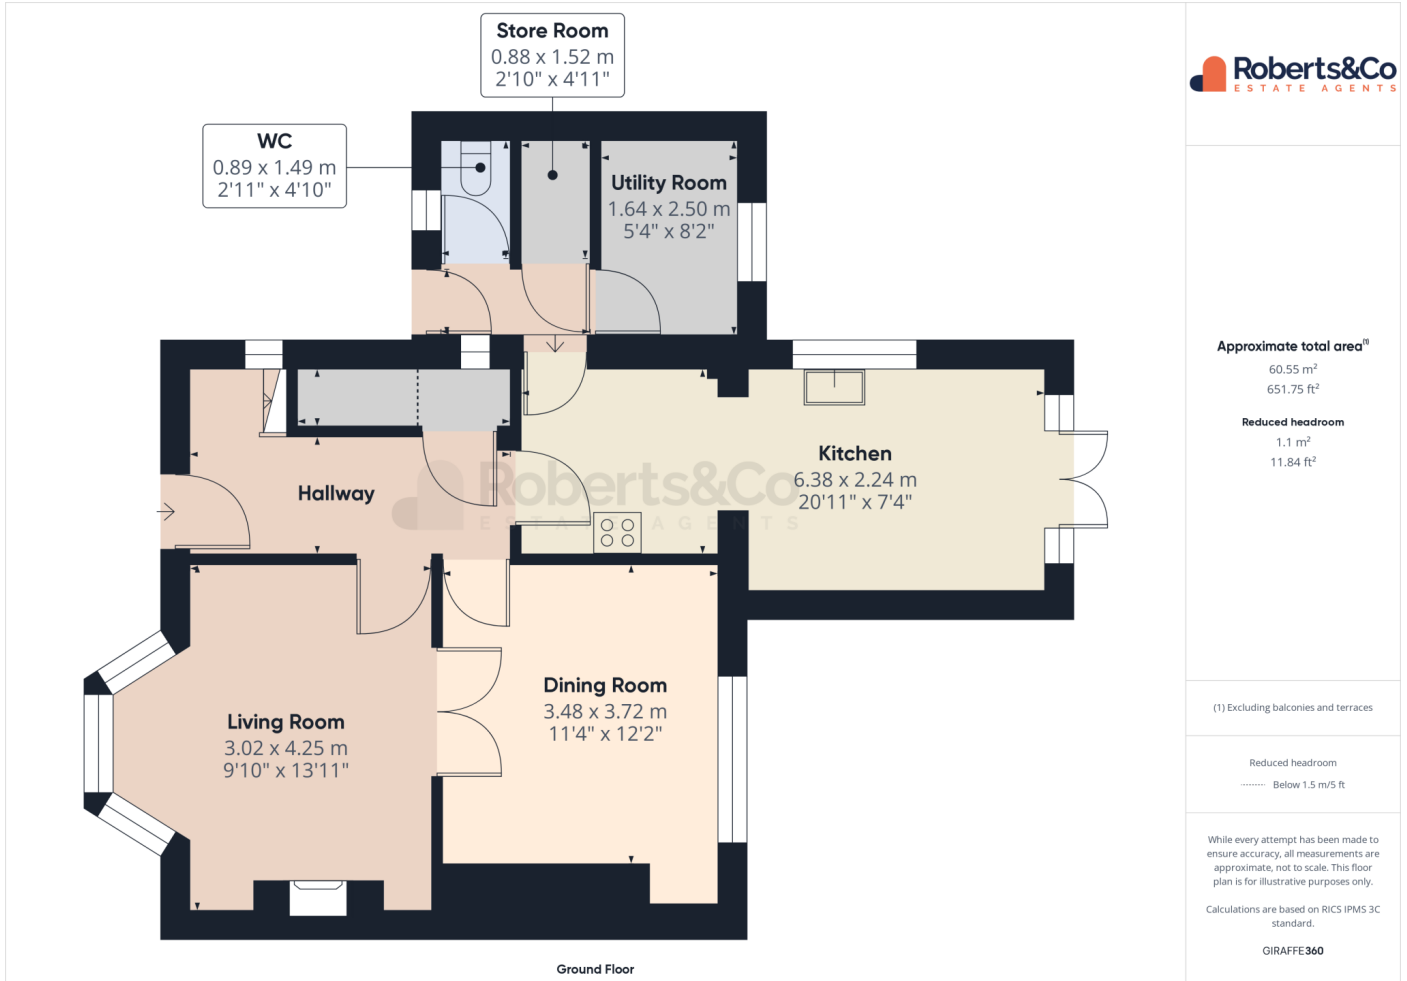 Store Room
0.88 x 1.52 m
2'10" x 4'11"
WC
0.89 x 1.49 m
2'11" x 4'10"
Utility Room
1.64 x 2.50 m
5'4" x 8'2"
Kitchen
6.38 x 2.24 m
20'11" x 7'4"
Hallway
Roberts&Co
ESTATE AGENTS
Dining Room
3.48 x 3.72 m
11'4" x 12'2"
Living Room
3.02 x 4.25 m
9'10" x 13'11"
Ground Floor
Roberts&Co
ESTATE AGENTS
Approximate total area(1)
60.55 m²
651.75 ft²
Reduced headroom
1.1 m²
11.84 ft²
(1) Excluding balconies and terraces
Reduced headroom
Below 1.5 m/5 ft
While every attempt has been made to
ensure accuracy, all measurements are
approximate, not to scale. This floor
plan is for illustrative purposes only.
Calculations are based on RICS IPMS 3C
standard.
GIRAFFE360